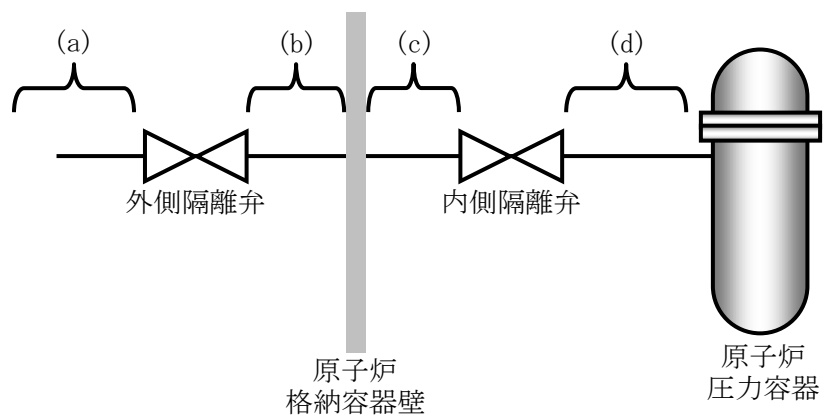 (a)
(b)
(c)
(d)
外側隔離弁
内側隔離弁
原子炉
格納容器壁
原子炉
圧力容器